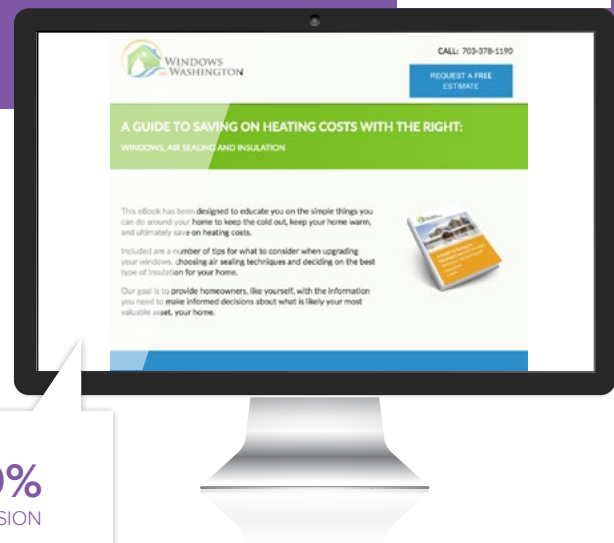 WINDOWS
WASHINGTON
CALL: 703-378-1190
REQUEST A FREE
ESTIMATE
A GUIDE TO SAVING ON HEATING COSTS WITH THE RIGHT:
WINDOWS, AIR SEALING AND INSULATION
This eBook has been designed to educate you on the simple things you
can do around your home to keep the cold out, keep your home warm,
and ultimately save on heating costs.
Included are a number of tips for what to consider when upgrading
your windows, choosing air sealing techniques and deciding on the best
type of insulation for your home.
Our goal is to provide homeowners, like yourself, with the information
you need to make informed decisions about what is likely your most
valuable asset, your home.
%
SION